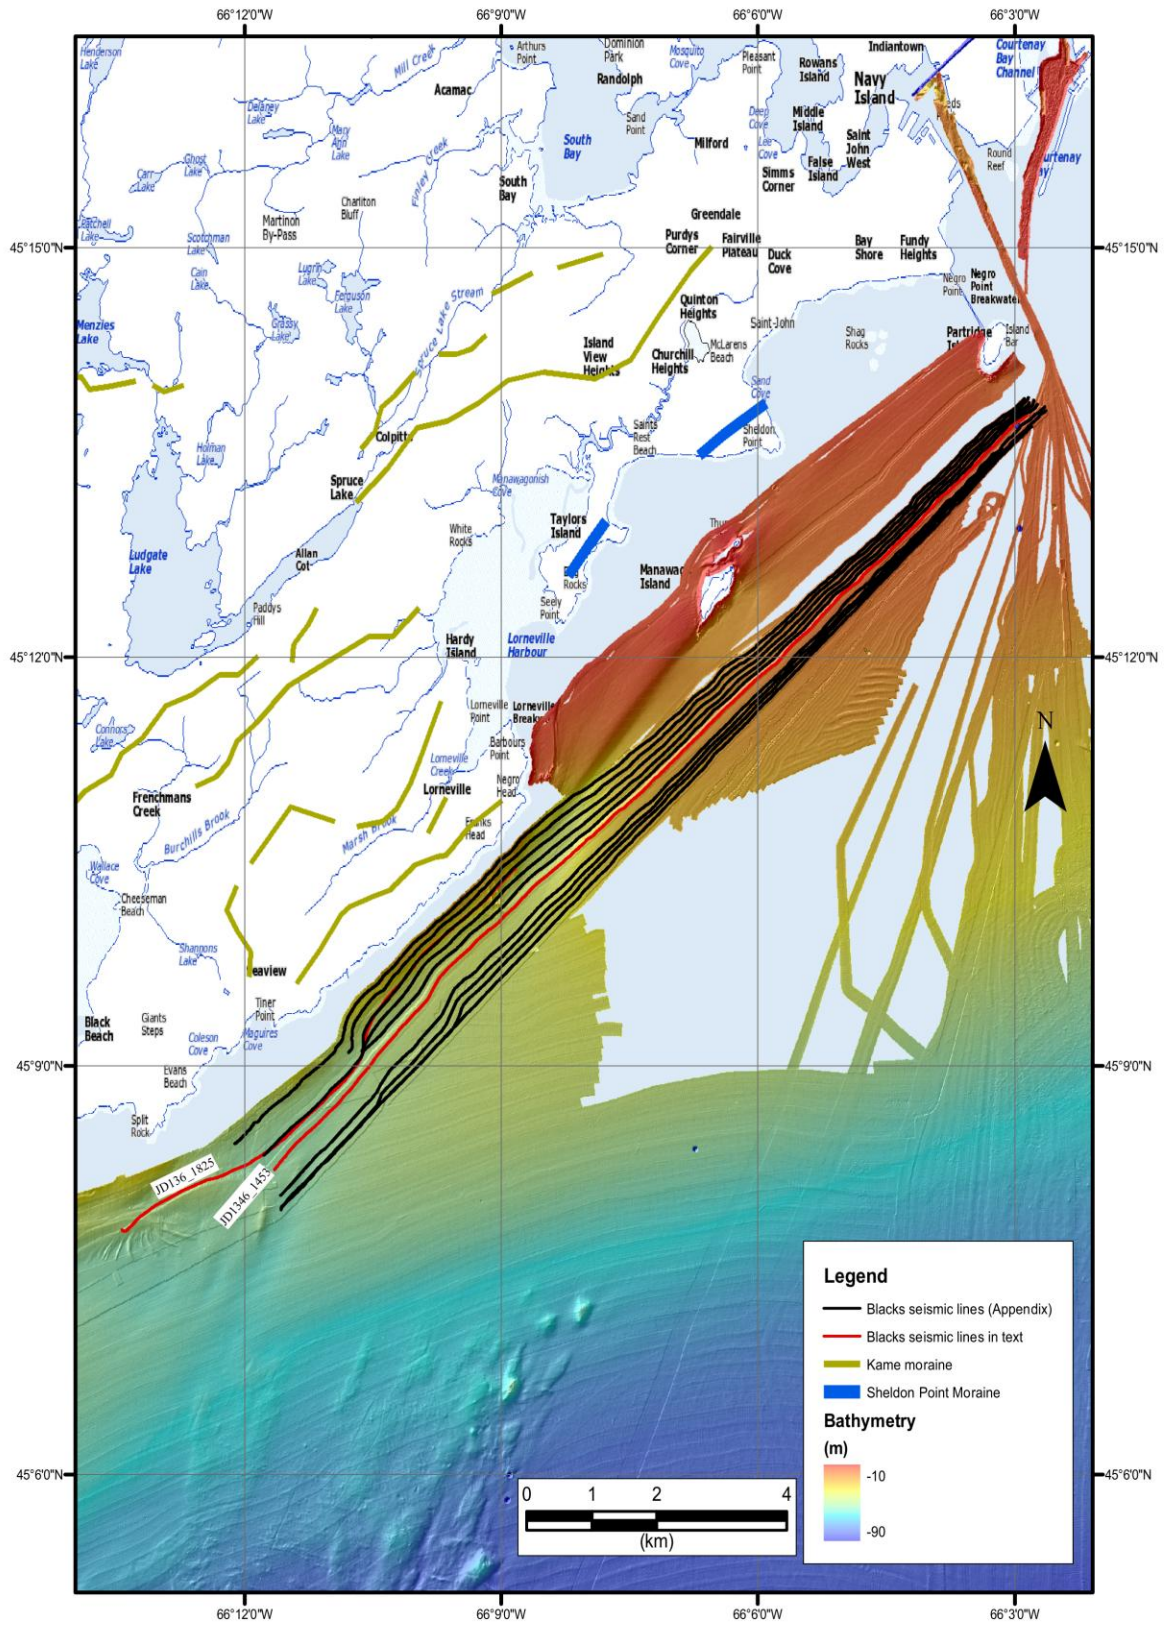 66°12'0"W
66°9'0"W
66°6'0"W
66°3'0"W
Henderson
Lake
Mill Creek
Arthurs
Point
Dominion
Park
Mosquito
Cove
Pleasant
Point
Indiantown
Courtenay
Bay
Channel
Rowans
Island
Randolph
Navy
Island
Acamac
Delaney
Lake
Mary
Ann
Lake
Sand
Point
Deep
Cove
Middle
Island
South
Bay
Milford
Lee
Cove
Saint
John
West
Ghost
Lake
Finley Creek
False
Island
Round
Reef
Carr
Lake
Simms
Corner
South
Bay
Charlton
Bluff
Martinon
By-Pass
Greendale
Scotchman
Lake
Purdys
Corner
Fairville
Plateau
Duck
Cove
Bay
Shore
Fundy
Heights
45°15'0"N
45°15'0"N
Cain
Lake
Lugrin
Lake
Ferguson
Lake
Spruce Lake Stream
Negro
Point
Negro
Point
Breakwater
Quinton
Heights
Menzies
Lake
Grassy
Lake
Saint-John
Shag
Rocks
Island
View
Heights
McLarens
Beach
Churchill
Heights
Island
Bar
Sand
Cove
Holman
Lake
Saints
Rest
Beach
Sheldon
Point
Spruce
Lake
Manawagonish
Cove
White
Rocks
Taylors
Island
Ludgate
Lake
Rocks
Island
Seely
Point
Paddys
Hill
Hardy
Island
Lorneville
Harbour
45°12'0"N
45°12'0"N
N
Connors
Lake
Lorneville
Point
Barbours
Point
Lorneville
Creek
Negro
Head
Lorneville
Frenchmans
Creek
Burchills Brook
Marsh Brook
Head
Wallace
Cove
Cheeseman
Beach
Shannons
Lake
Tiner
Point
Black
Beach
Giants
Steps
Coleson
Cove
Maguires
Cove
45°9'0"N
45°9'0"N
Evans
Beach
Split
Rock
JD136_1825
JD1346_1453
Legend
Blacks seismic lines (Appendix)
Blacks seismic lines in text
Kame moraine
Sheldon Point Moraine
Bathymetry
(m)
-10
-90
45°6'0"N
45°6'0"N
0 1 2 4
(km)
66°12'0"W
66°9'0"W
66°6'0"W
66°3'0"W